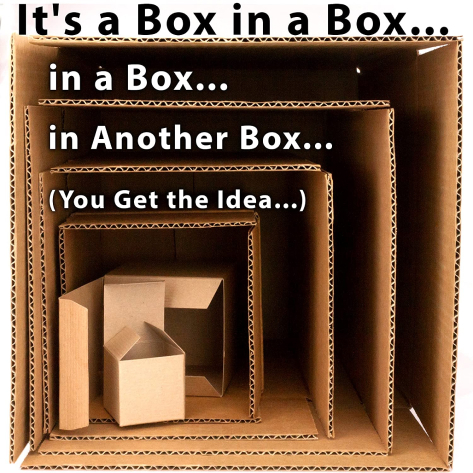 It's a Box in a Box...
in a Box...
in Another Box...
(You Get the Idea...)